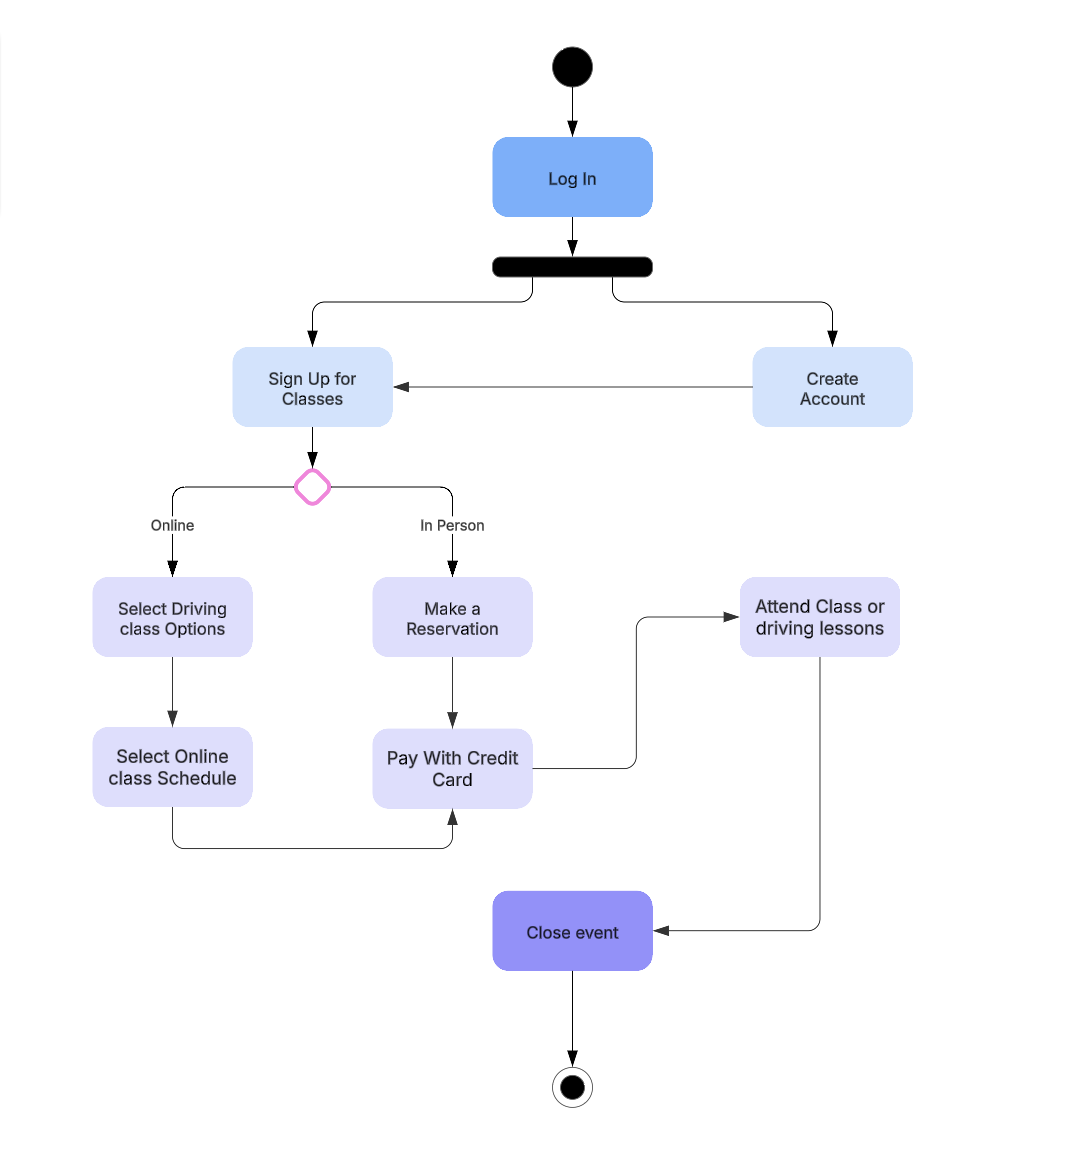 Log In
Sign Up for
Classes
Create
Account
Online
In Person
Select Driving
class Options
Make a
Reservation
Attend Class or
driving lessons
Select Online
class Schedule
Pay With Credit
Card
Close event